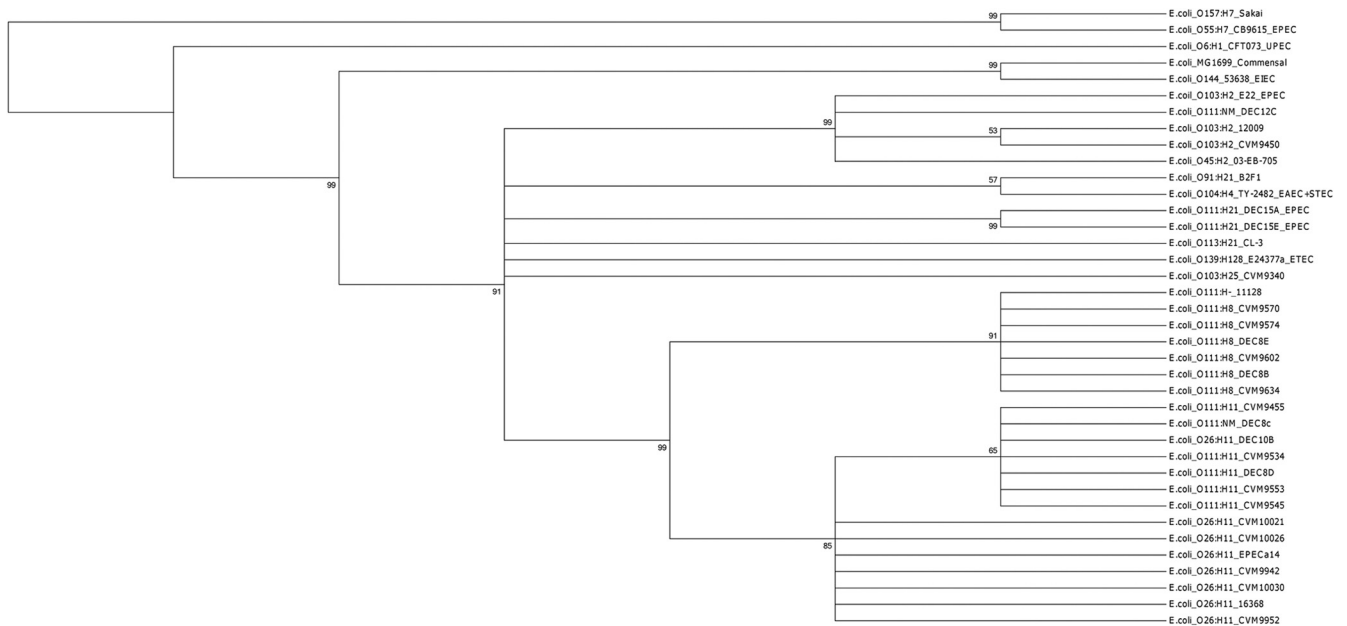 99
E.coli_O157:H7_Sakai
E.coli_O55:H7_CB9615_EPEC
E.coli_O6:H1_CFT073_UPEC
99
E.coli_MG1699_Commensal
E.coli_O144_53638_EIEC
E.coil_O103:H2_E22_EPEC
99
E.coli_O111:NM_DEC12C
53
E.coli_O103:H2_12009
E.coli_O103:H2_CVM9450
E.coli_O45:H2_03-EB-705
99
57
E.coli_O91:H21_B2F1
E.coli_O104:H4_TY-2482_EAEC+STEC
E.coli_O111:H21_DEC15A_EPEC
99
E.coli_O111:H21_DEC15E_EPEC
E.coli_O113:H21_CL-3
E.coli_O139:H128_E24377a_ETEC
E.coli_O103:H25_CVM9340
91
E.coli_O111:H-_11128
E.coli_O111:H8_CVM9570
E.coli_O111:H8_CVM9574
91
E.coli_O111:H8_DEC8E
E.coli_O111:H8_CVM9602
E.coli_O111:H8_DEC8B
E.coli_O111:H8_CVM9634
E.coli_O111:H11_CVM9455
E.coli_O111:NM_DEC8c
E.coli_O26:H11_DEC10B
99
65
E.coli_O111:H11_CVM9534
E.coli_O111:H11_DEC8D
E.coli_O111:H11_CVM9553
E.coli_O111:H11_CVM9545
E.coli_O26:H11_CVM10021
E.coli_O26:H11_CVM10026
85
E.coli_O26:H11_EPECa14
E.coli_O26:H11_CVM9942
E.coli_O26:H11_CVM10030
E.coli_O26:H11_16368
E.coli_O26:H11_CVM9952